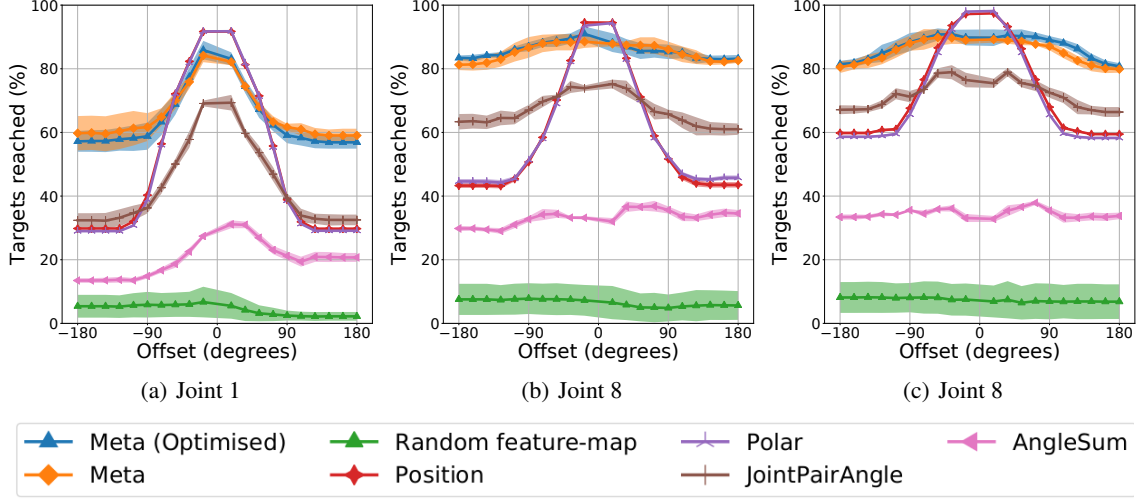 Targets reached (%)
100
80
60
40
20
0
−180
−90
0
90
180
Offset (degrees)
(a) Joint 1
Targets reached (%)
100
80
60
40
20
0
−180
−90
0
90
180
Offset (degrees)
(b) Joint 8
Targets reached (%)
100
80
60
40
20
0
−180
−90
0
90
180
Offset (degrees)
(c) Joint 8
Meta (Optimised)
Random feature-map
Polar
AngleSum
Meta
Position
JointPairAngle